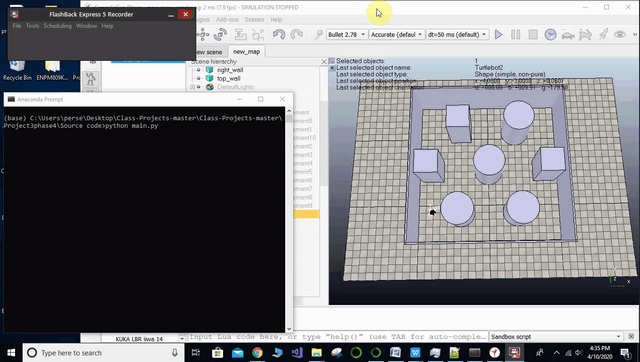 FlashBack Express 5 Recorder
File Tools Scheduling Window Help
Recycle Bin
ENPM809K...
2 ms (7.9 fps) - SIMULATION STOPPED
Add Scenes Help
Bullet 2.78
Accurate (defaul
dt=50 ms (default)
new scene
new_map
Scene hierarchy
right_wall
top_wall
DefaultLights
Selected objects: 1
Last selected object name: Turtlebot2
Last selected object type: Shape (simple, non-pure)
Last selected object position:
Last selected object orientation:
Anaconda Prompt
(base) C:\Users\perse\Desktop\Class-Projects-master\Class-Projects-master\
Project3phase4\Source code>python main.py
KUKA LBR iiwa 14
Input Lua code here, or type "help()" (use TAB for auto-comple
Sandbox script
Type here to search
4:35 PM
4/10/2020